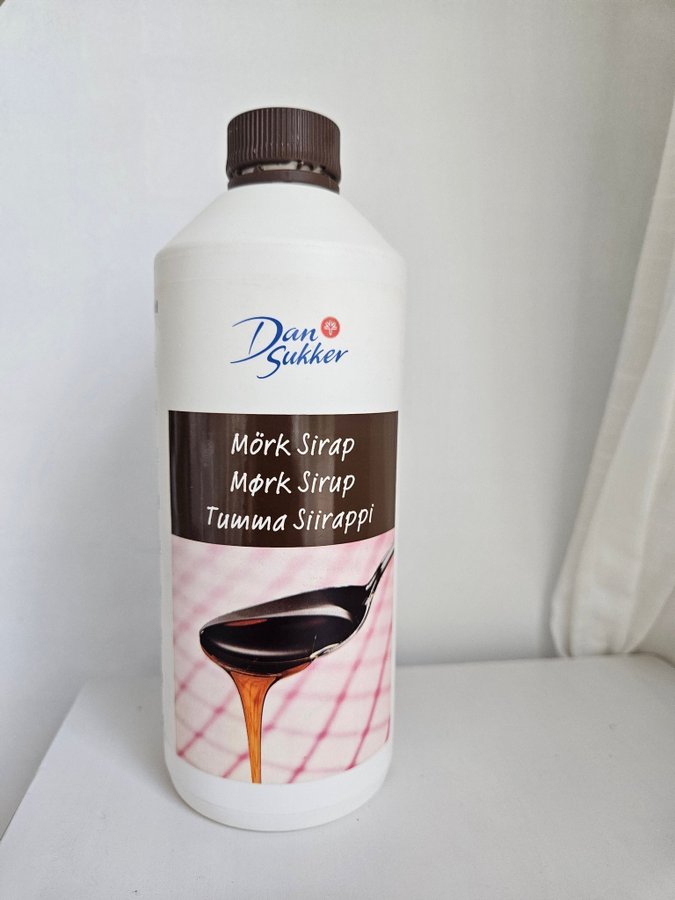 Dan
Sukker
Mörk Sirap
Mørk Sirup
Tumma Siirappi